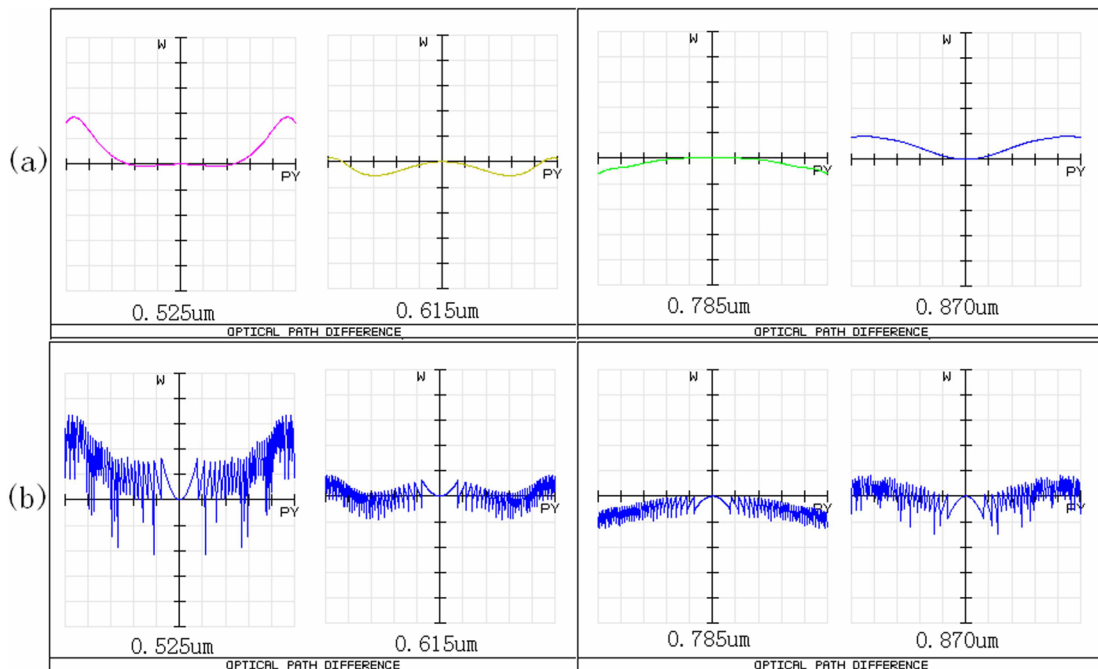 W W W W
(a)
PY PY PY PY
0.525um 0.615um 0.785um 0.870um
OPTICAL PATH DIFFERENCE OPTICAL PATH DIFFERENCE
W W W W
(b)
PY PY PY PY
0.525um 0.615um 0.785um 0.870um
OPTICAL PATH DIFFERENCE OPTICAL PATH DIFFERENCE